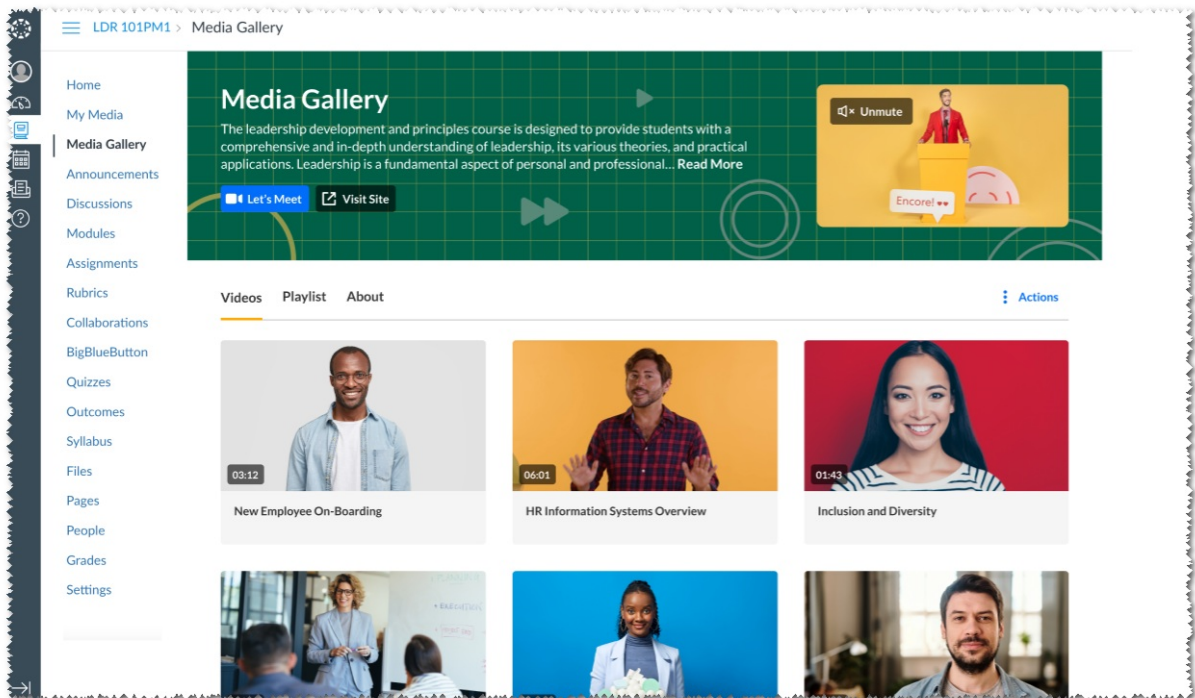 LDR 101PM1 > Media Gallery
Home
My Media
Media Gallery
Announcements
Discussions
Modules
Assignments
Rubrics
Collaborations
BigBlueButton
Quizzes
Outcomes
Syllabus
Files
Pages
People
Grades
Settings
Media Gallery
The leadership development and principles course is designed to provide students with a
comprehensive and in-depth understanding of leadership, its various theories, and practical
applications. Leadership is a fundamental aspect of personal and professional... Read More
Let's Meet
Visit Site
Unmute
Encore!
Videos
Playlist
About
Actions
03:12
New Employee On-Boarding
06:01
HR Information Systems Overview
01:43
Inclusion and Diversity